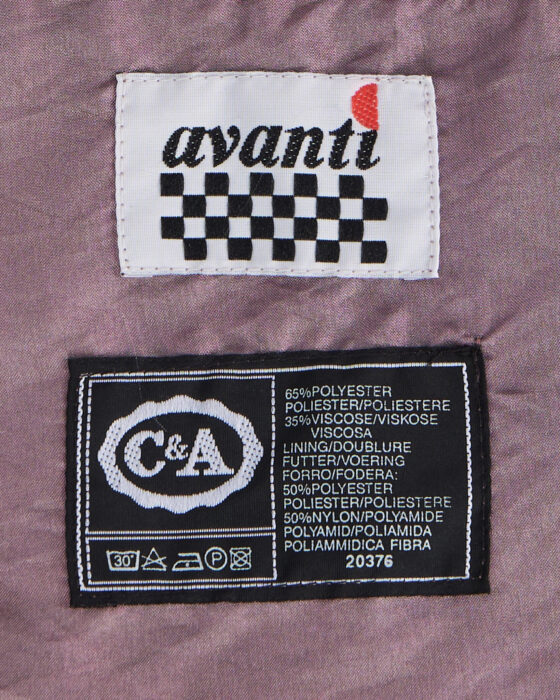 avanti
C&A
30°
P
65%POLYESTER
POLIESTER/POLIESTERE
35%VISCOSE/VISKOSE
VISCOSA
LINING/DOUBLURE
FUTTER/VOERING
FORRO/FODERA:
50%POLYESTER
POLIESTER/POLIESTERE
50%NYLON/POLYAMIDE
POLYAMID/POLIAMIDA
POLIAMMIDICA FIBRA
20376